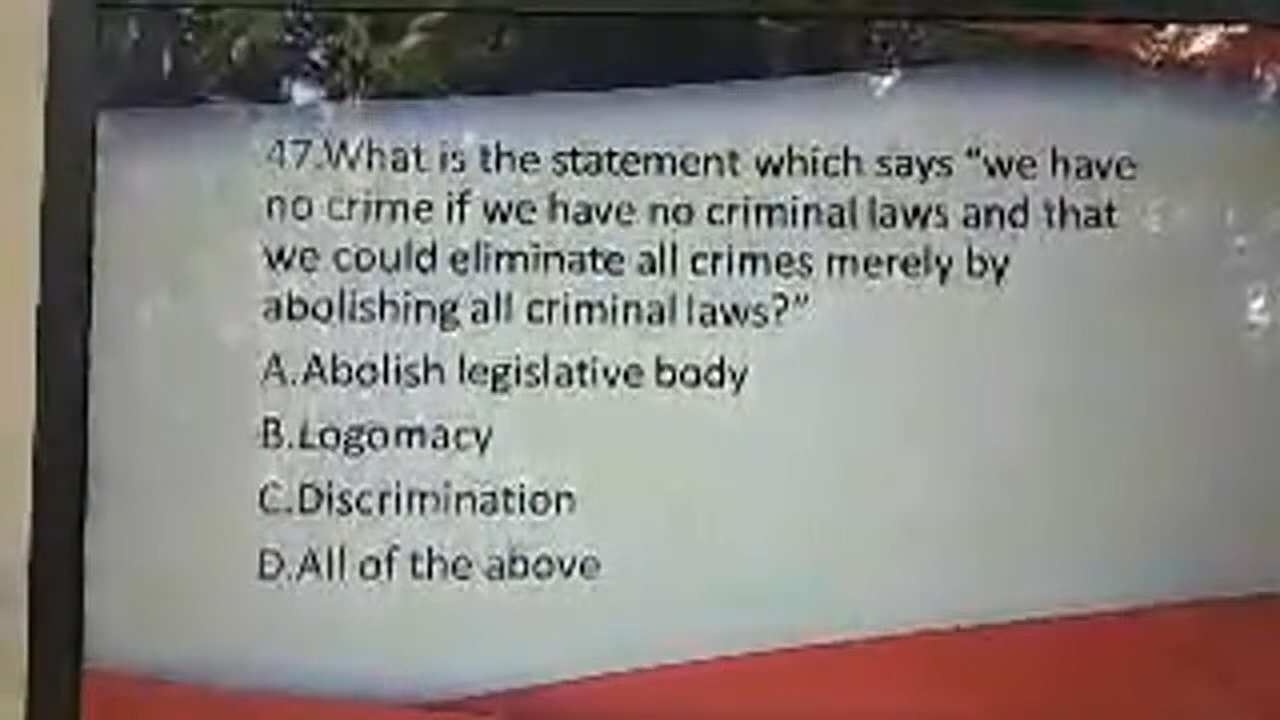 47.What is the statement which says “we have
no crime if we have no criminal laws and that
we could eliminate all crimes merely by
abolishing all criminal laws?”
A.Abolish legislative body
B.Logomacy
C.Discrimination
D.All of the above